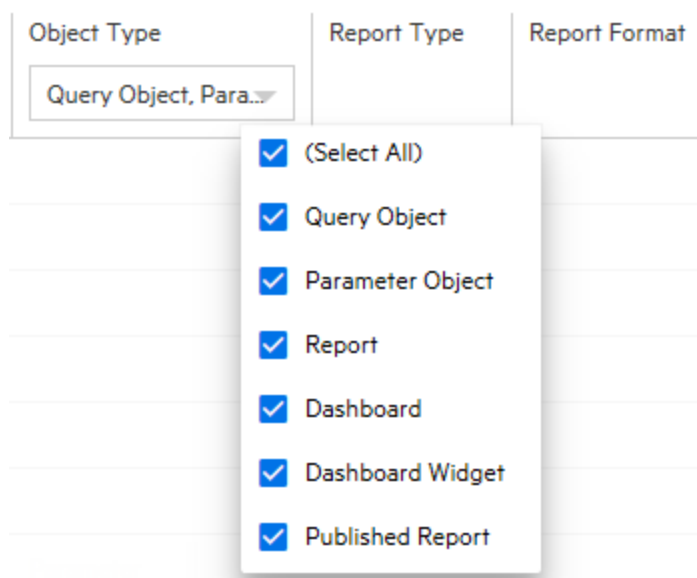 Object Type
Report Type
Report Format
Query Object, Para...
(Select All)
Query Object
Parameter Object
Report
Dashboard
Dashboard Widget
Published Report